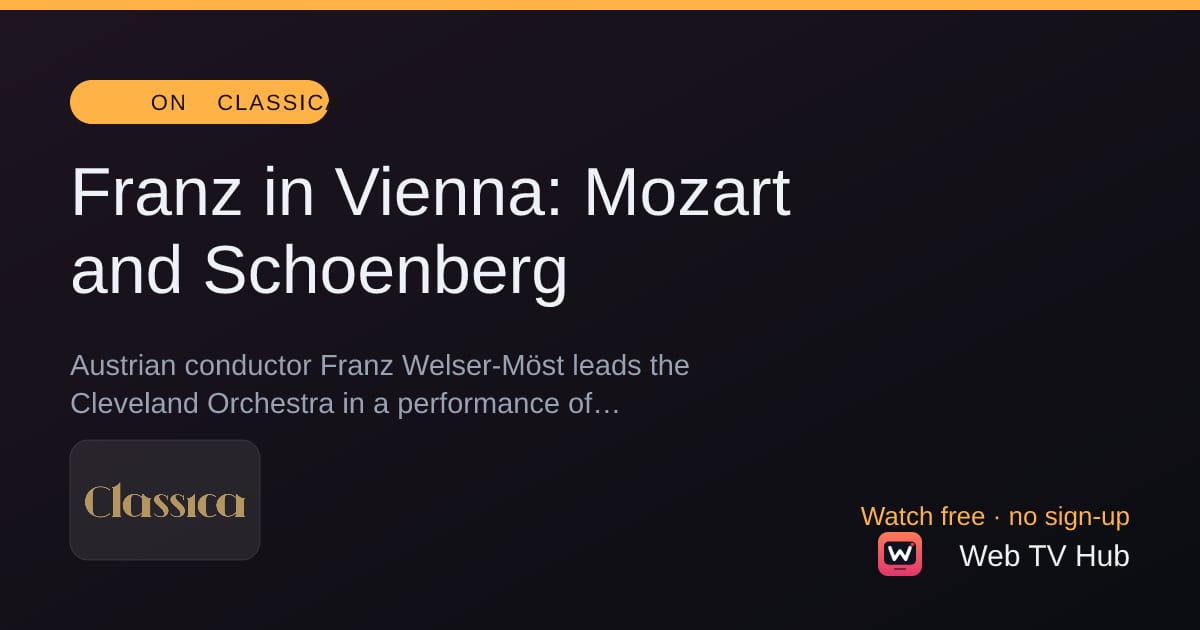 ON CLASSICA
Franz in Vienna: Mozart
and Schoenberg
Austrian conductor Franz Welser-Möst leads the
Cleveland Orchestra in a performance of…
Classica
Watch free · no sign-up
W
Web TV Hub